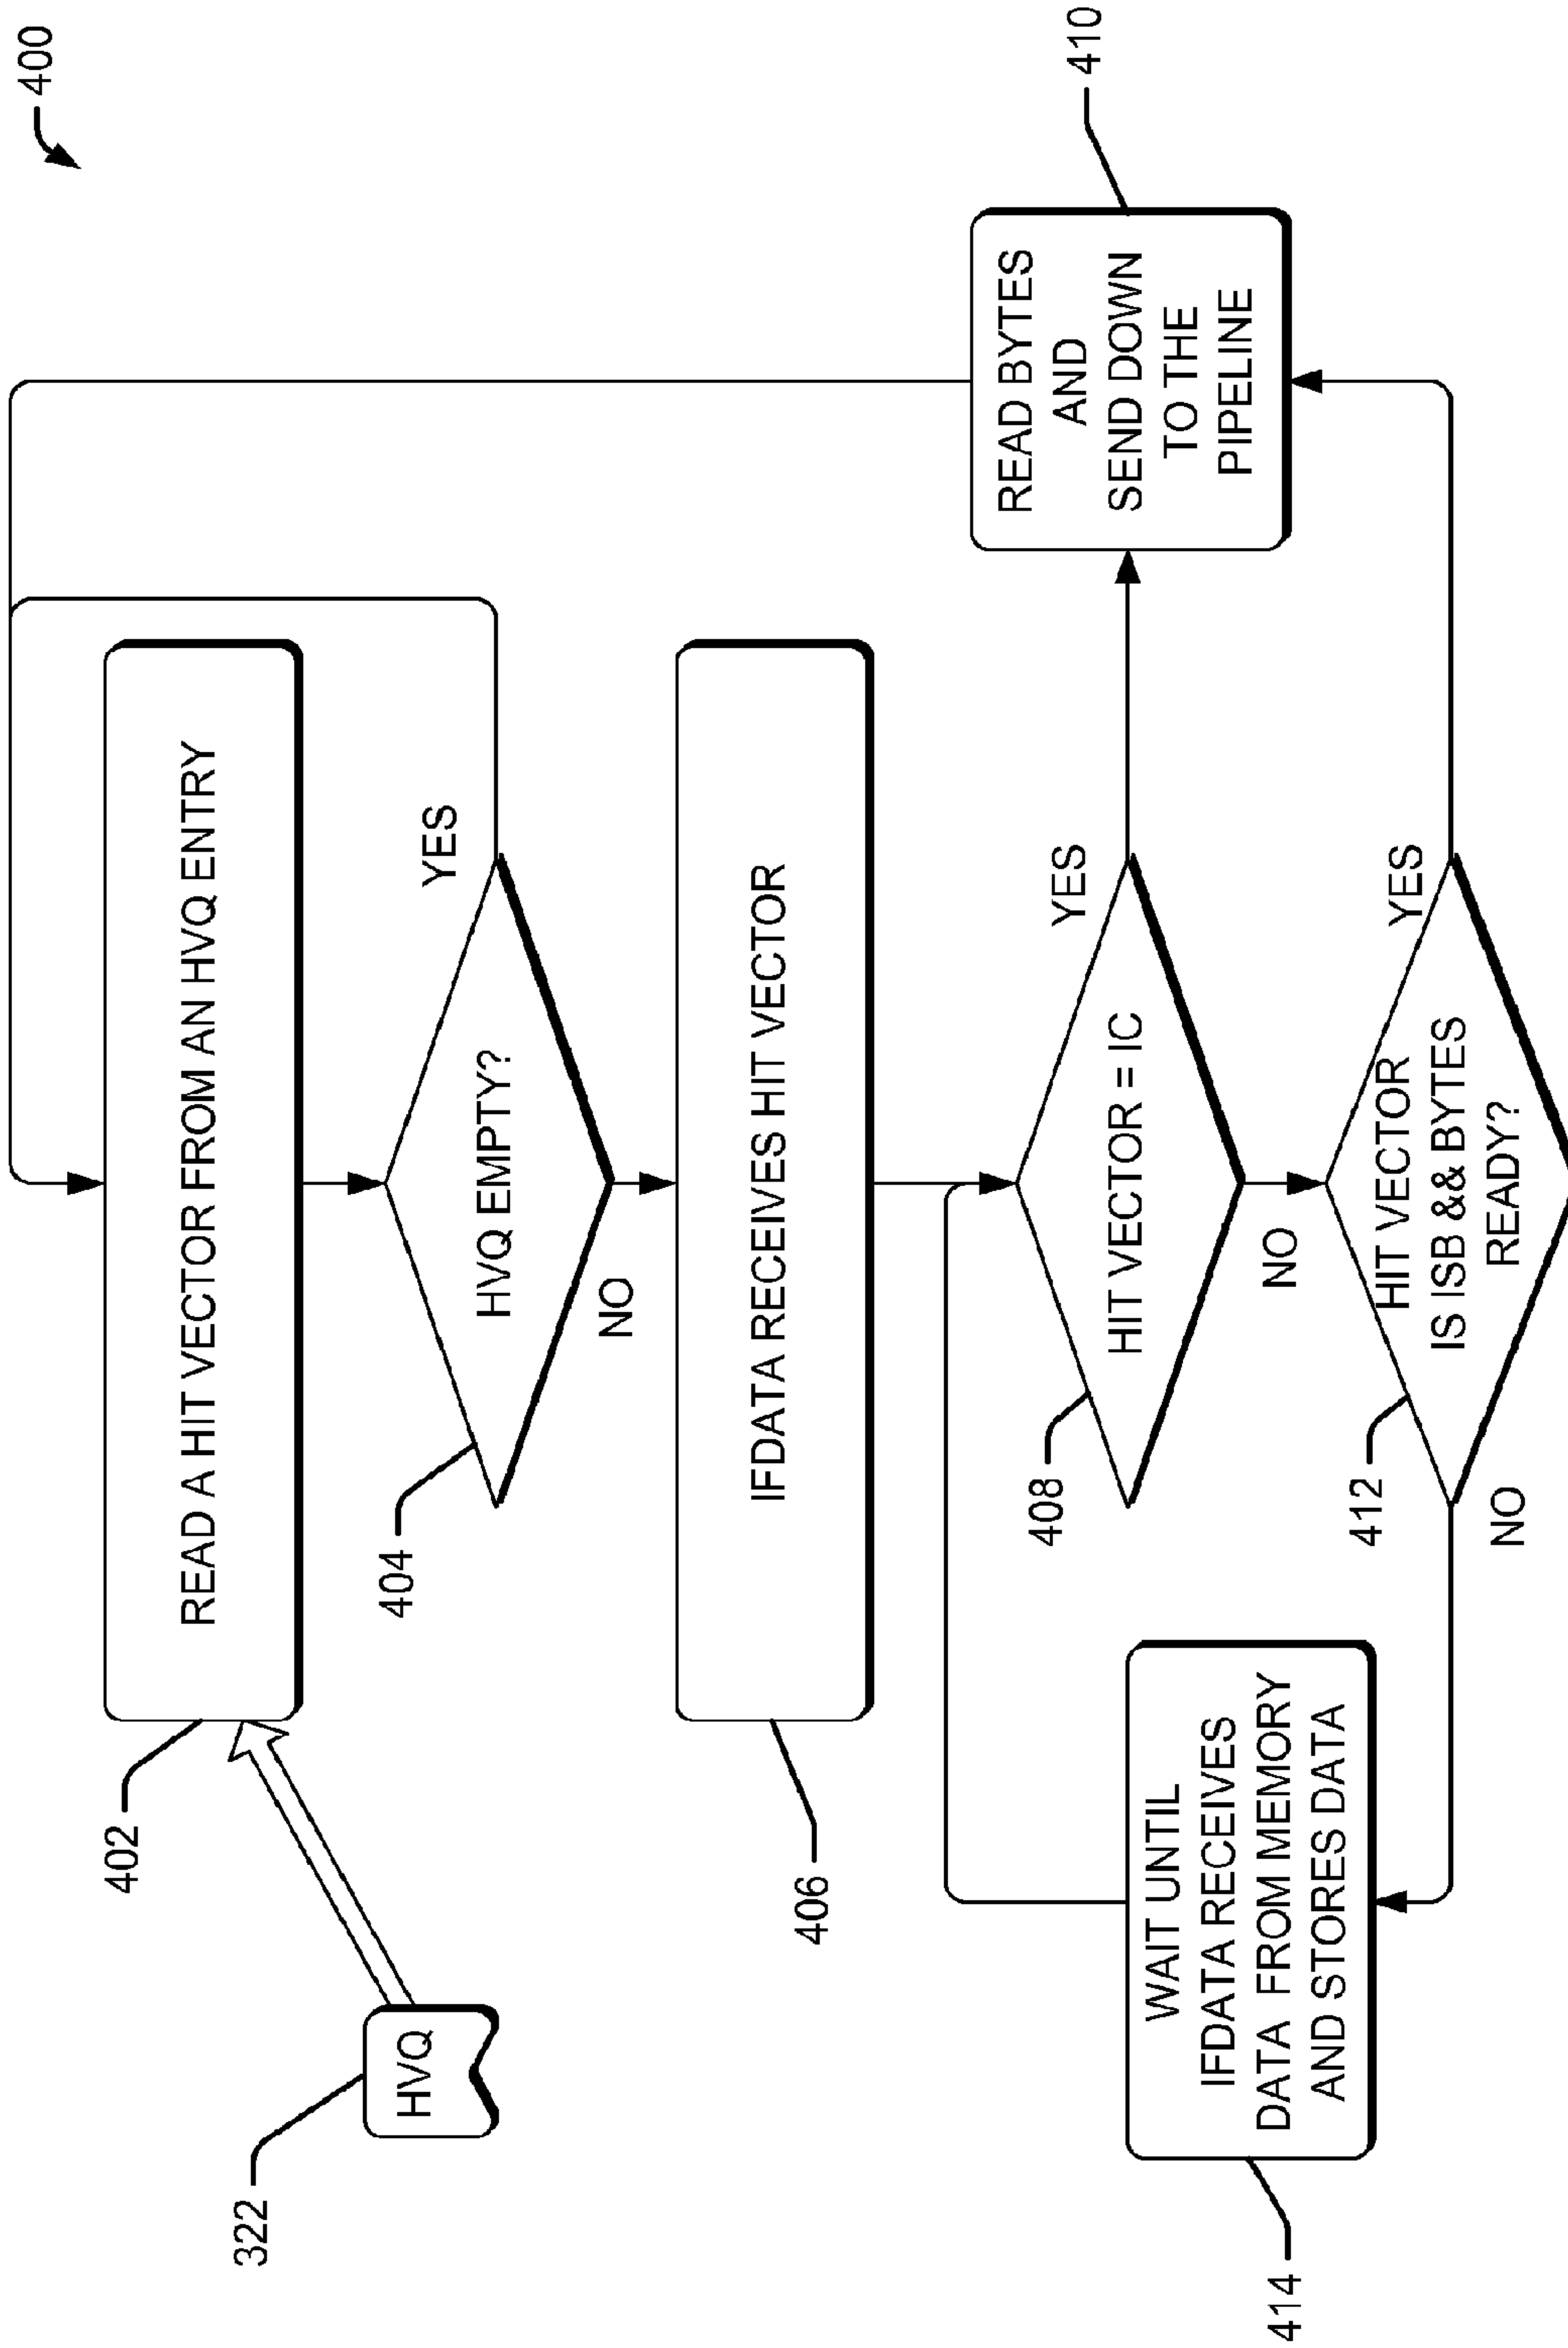 400
READ A HIT VECTOR FROM AN HVQ ENTRY
402
HVQ
322
HVQ EMPTY?
YES
NO
404
IFDATA RECEIVES HIT VECTOR
406
HIT VECTOR = IC
YES
NO
408
READ BYTES
AND
SEND DOWN
TO THE
PIPELINE
410
HIT VECTOR
IS ISB && BYTES
READY?
YES
NO
412
WAIT UNTIL
IFDATA RECEIVES
DATA FROM MEMORY
AND STORES DATA
414